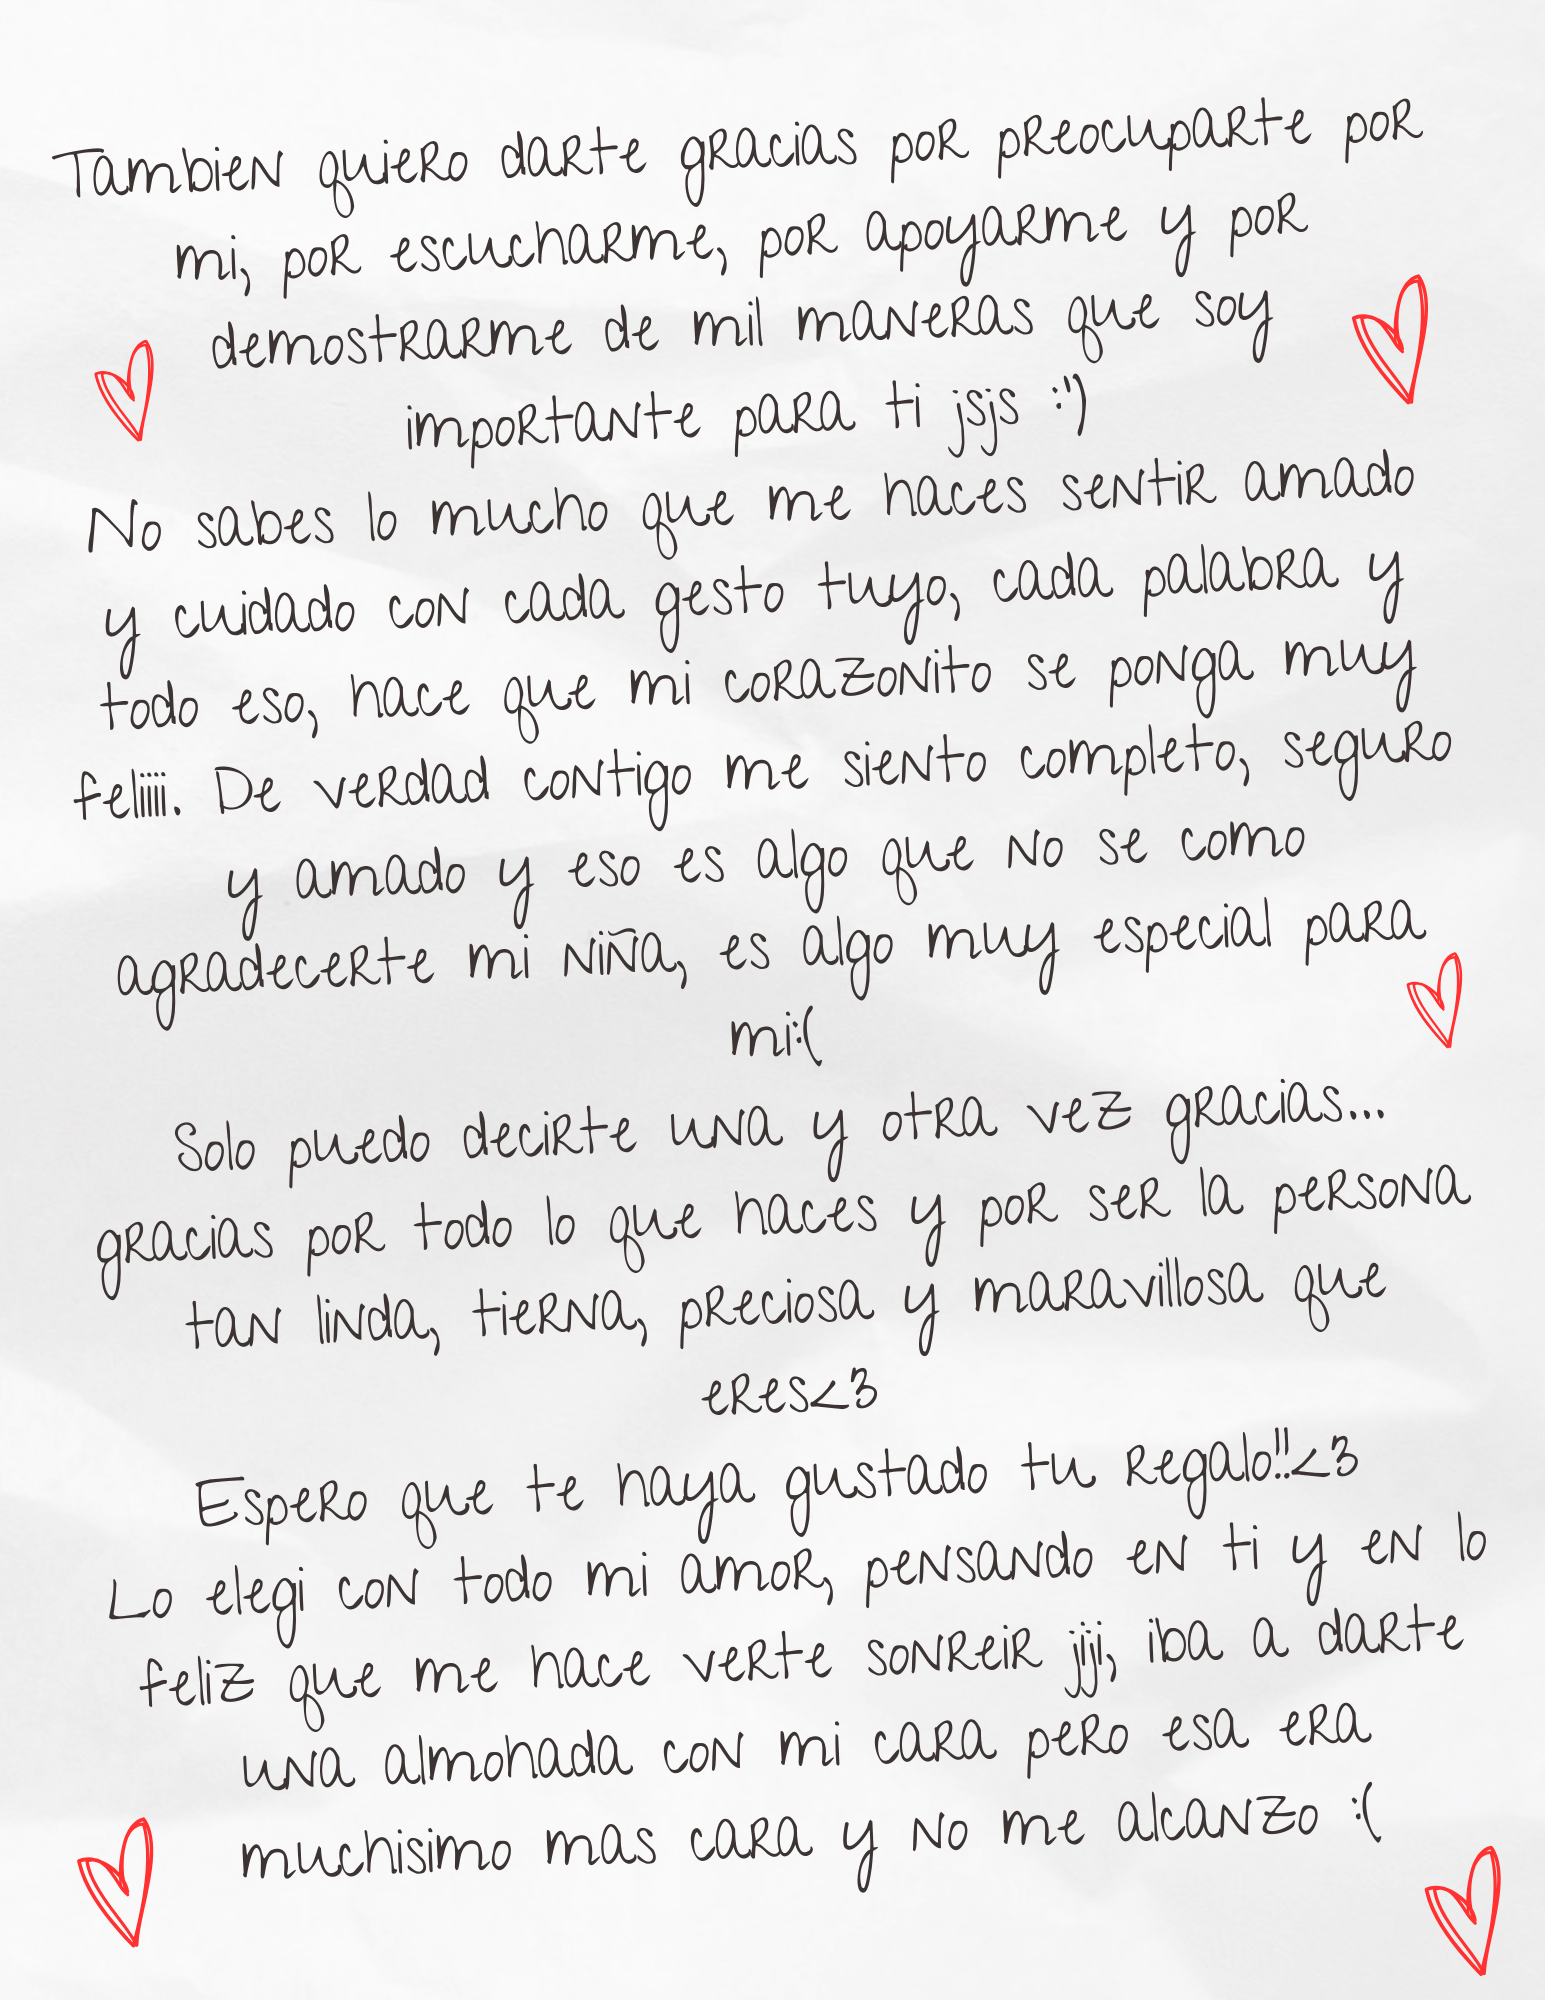 Tambien quiero darte gracias por preocuparte por
mi, por escucharme, por apoyarme y por
demostrarme de mil maneras que soy
importante para ti jsjs :')
No sabes lo mucho que me haces sentir amado
y cuidado con cada gesto tuyo, cada palabra y
todo eso, hace que mi corazonito se ponga muy
feliiii. De verdad contigo me siento completo, seguro
y amado y eso es algo que no se como
agradecerte mi niña, es algo muy especial para
mi:(
Solo puedo decirte una y otra vez gracias...
gracias por todo lo que haces y por ser la persona
tan linda, tierna, preciosa y maravillosa que
eres<3
Espero que te haya gustado tu regalo!!<3
Lo elegi con todo mi amor, pensando en ti y en lo
feliz que me hace verte sonreir jiji, iba a darte
una almohada con mi cara pero esa era
muchisimo mas cara y no me alcanzo :(